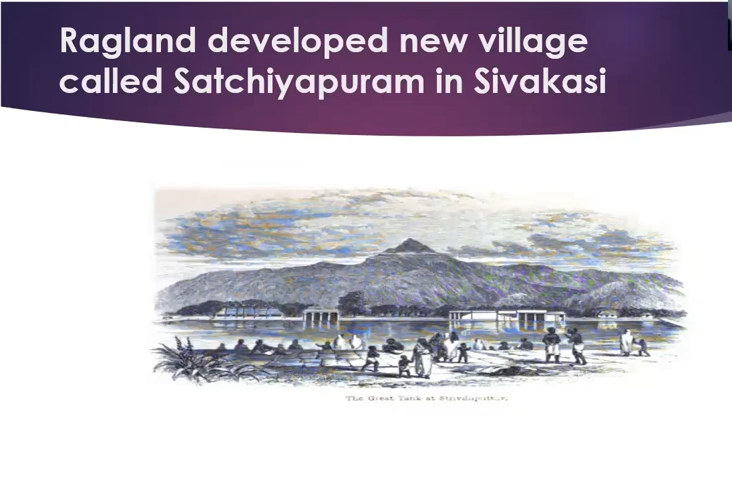 Ragland developed new village
called Satchiyapuram in Sivakasi
The Great Tank at